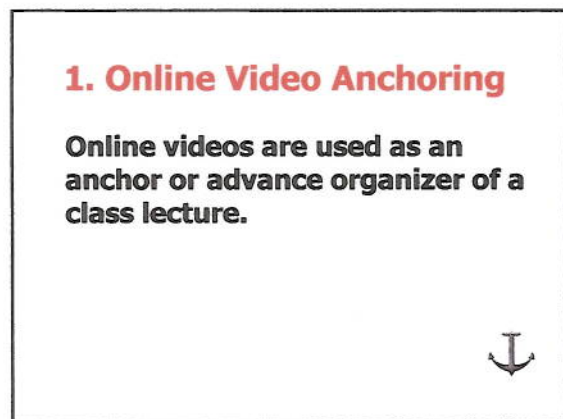 1. Online Video Anchoring
Online videos are used as an
anchor or advance organizer of a
class lecture.